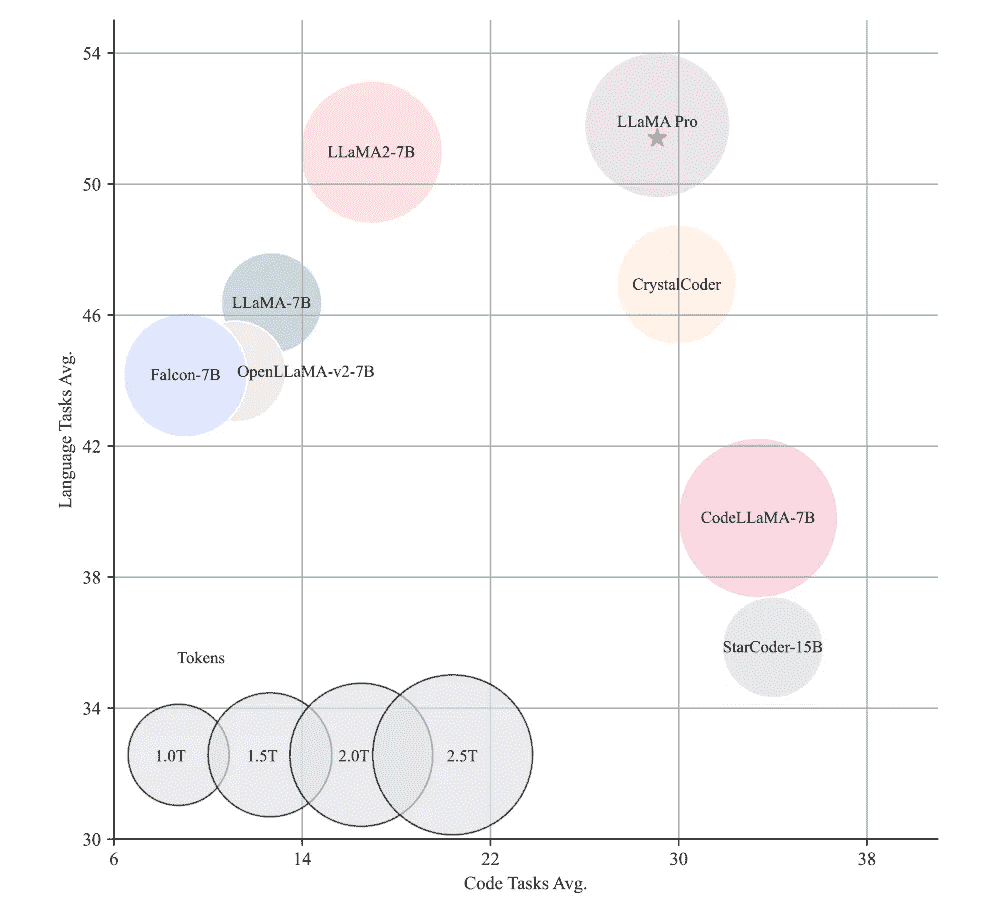 54
LLaMA Pro
LLaMA2-7B
50
CrystalCoder
LLaMA-7B
46
Falcon-7B
OpenLLaMA-v2-7B
Language Tasks Avg.
42
CodeLLaMA-7B
38
StarCoder-15B
Tokens
34
1.0T
1.5T
2.0T
2.5T
30
6
14
22
30
38
Code Tasks Avg.